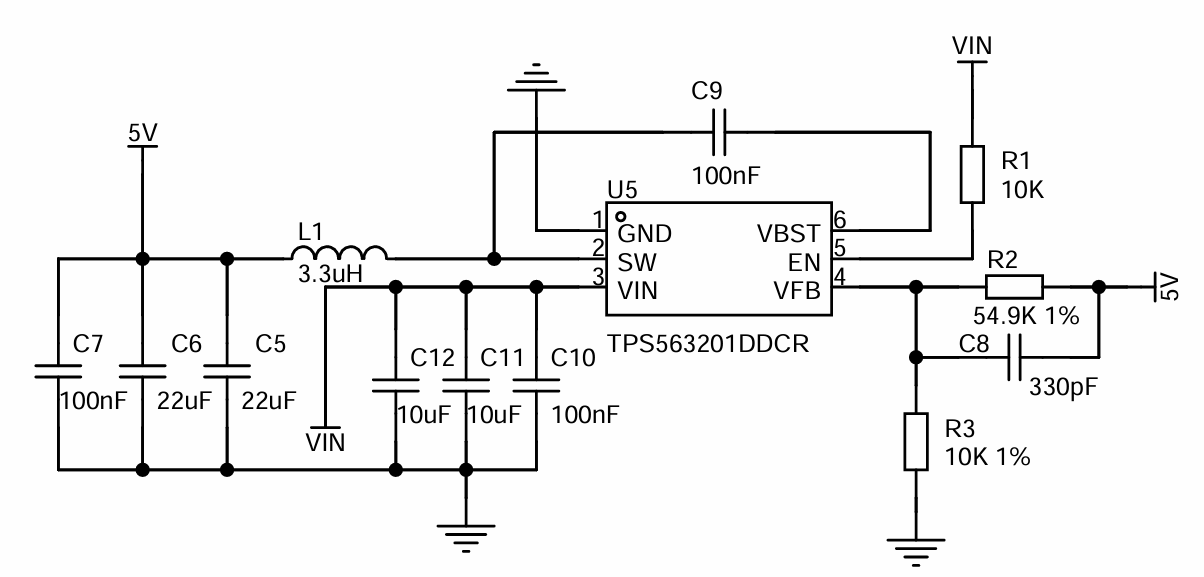 VIN
C9
5V
100nF
R1
10K
U5
1
GND
VBST
6
L1
2
SW
EN
5
R2
3.3uH
3
VIN
VFB
4
5V
54.9K 1%
C7
C6
C5
C12
C11
C10
TPS563201DDCR
C8
100nF
22uF
22uF
10uF
10uF
100nF
330pF
VIN
R3
10K 1%